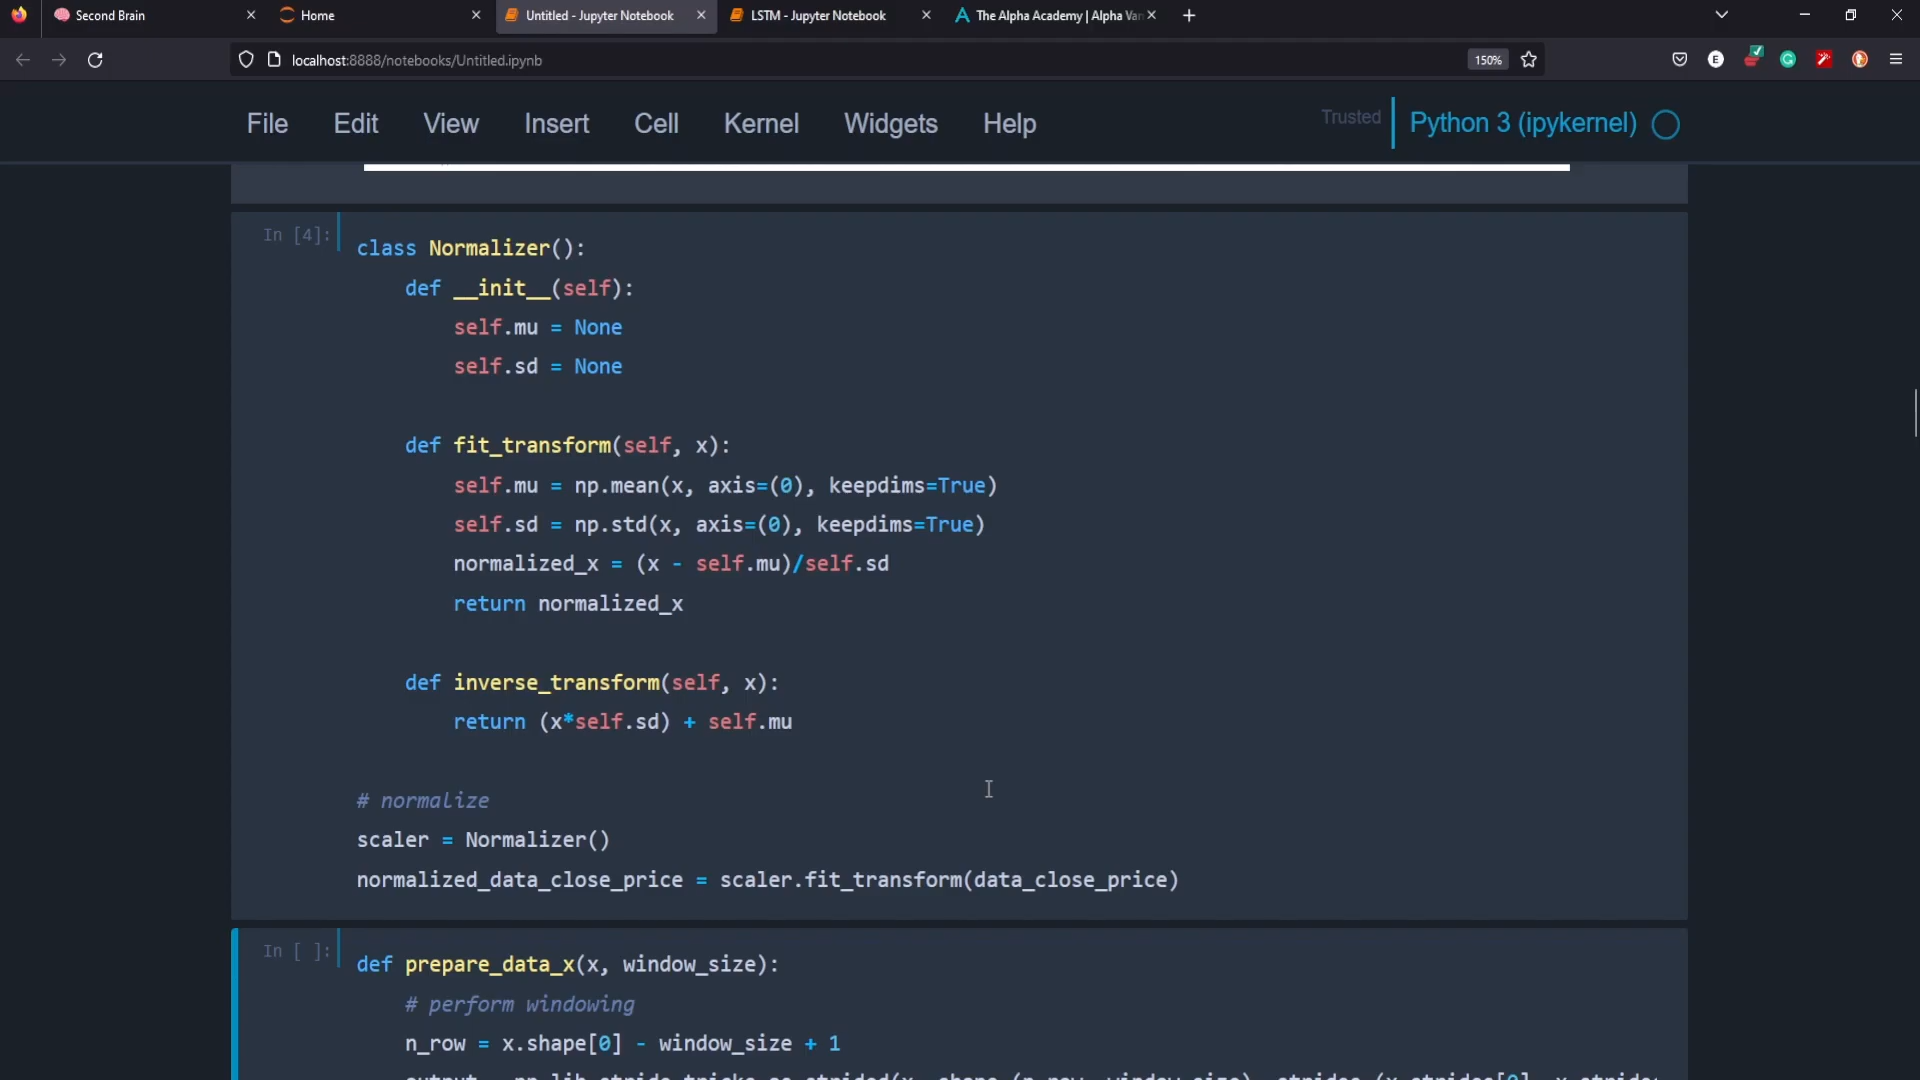 Second Brain
Home
Untitled - Jupyter Notebook
LSTM - Jupyter Notebook
The Alpha Academy | Alpha Van
localhost:8888/notebooks/Untitled.ipynb
150%
File Edit View Insert Cell Kernel Widgets Help
Trusted
Python 3 (ipykernel)
In [4]:
class Normalizer():
    def __init__(self):
        self.mu = None
        self.sd = None

    def fit_transform(self, x):
        self.mu = np.mean(x, axis=(0), keepdims=True)
        self.sd = np.std(x, axis=(0), keepdims=True)
        normalized_x = (x - self.mu)/self.sd
        return normalized_x

    def inverse_transform(self, x):
        return (x*self.sd) + self.mu

# normalize
scaler = Normalizer()
normalized_data_close_price = scaler.fit_transform(data_close_price)
In [ ]:
def prepare_data_x(x, window_size):
    # perform windowing
    n_row = x.shape[0] - window_size + 1